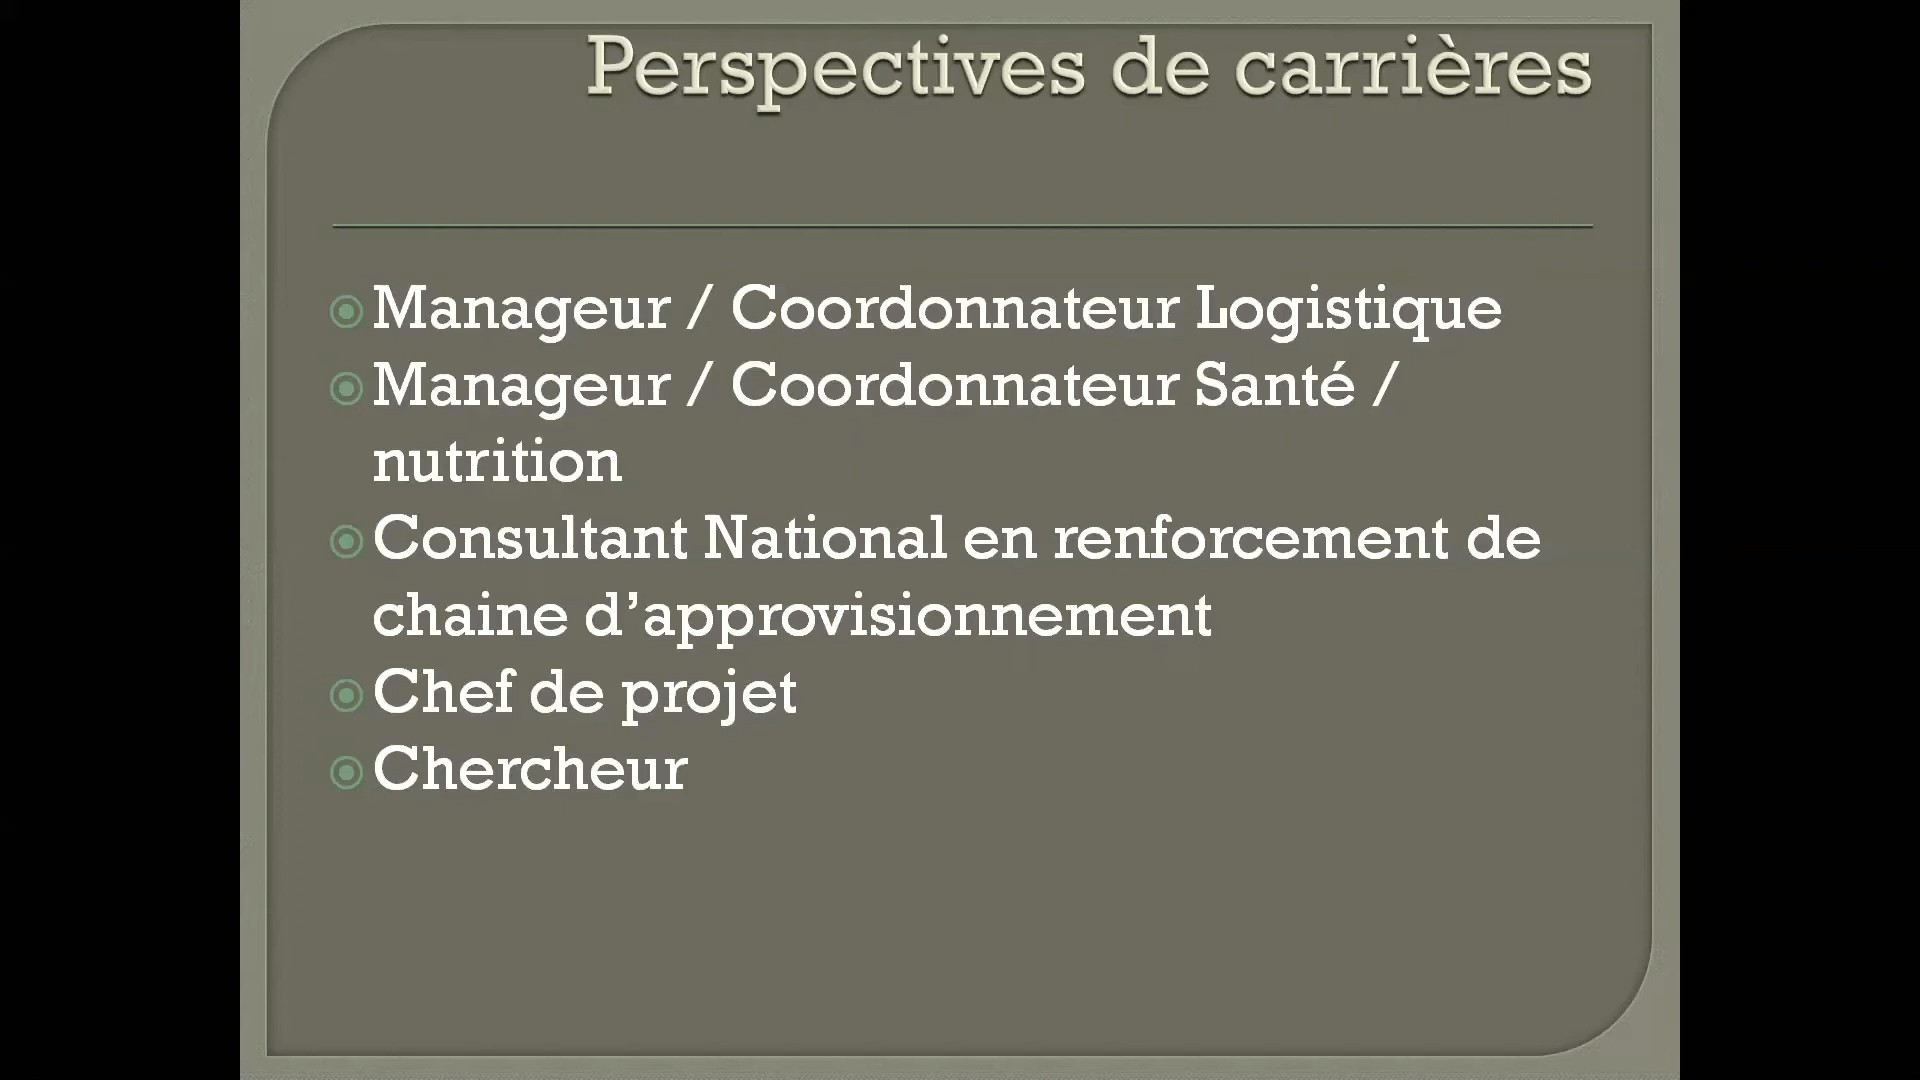 Perspectives de carrières
Manageur / Coordonnateur Logistique
Manageur / Coordonnateur Santé /
nutrition
Consultant National en renforcement de
chaine d’approvisionnement
Chef de projet
Chercheur